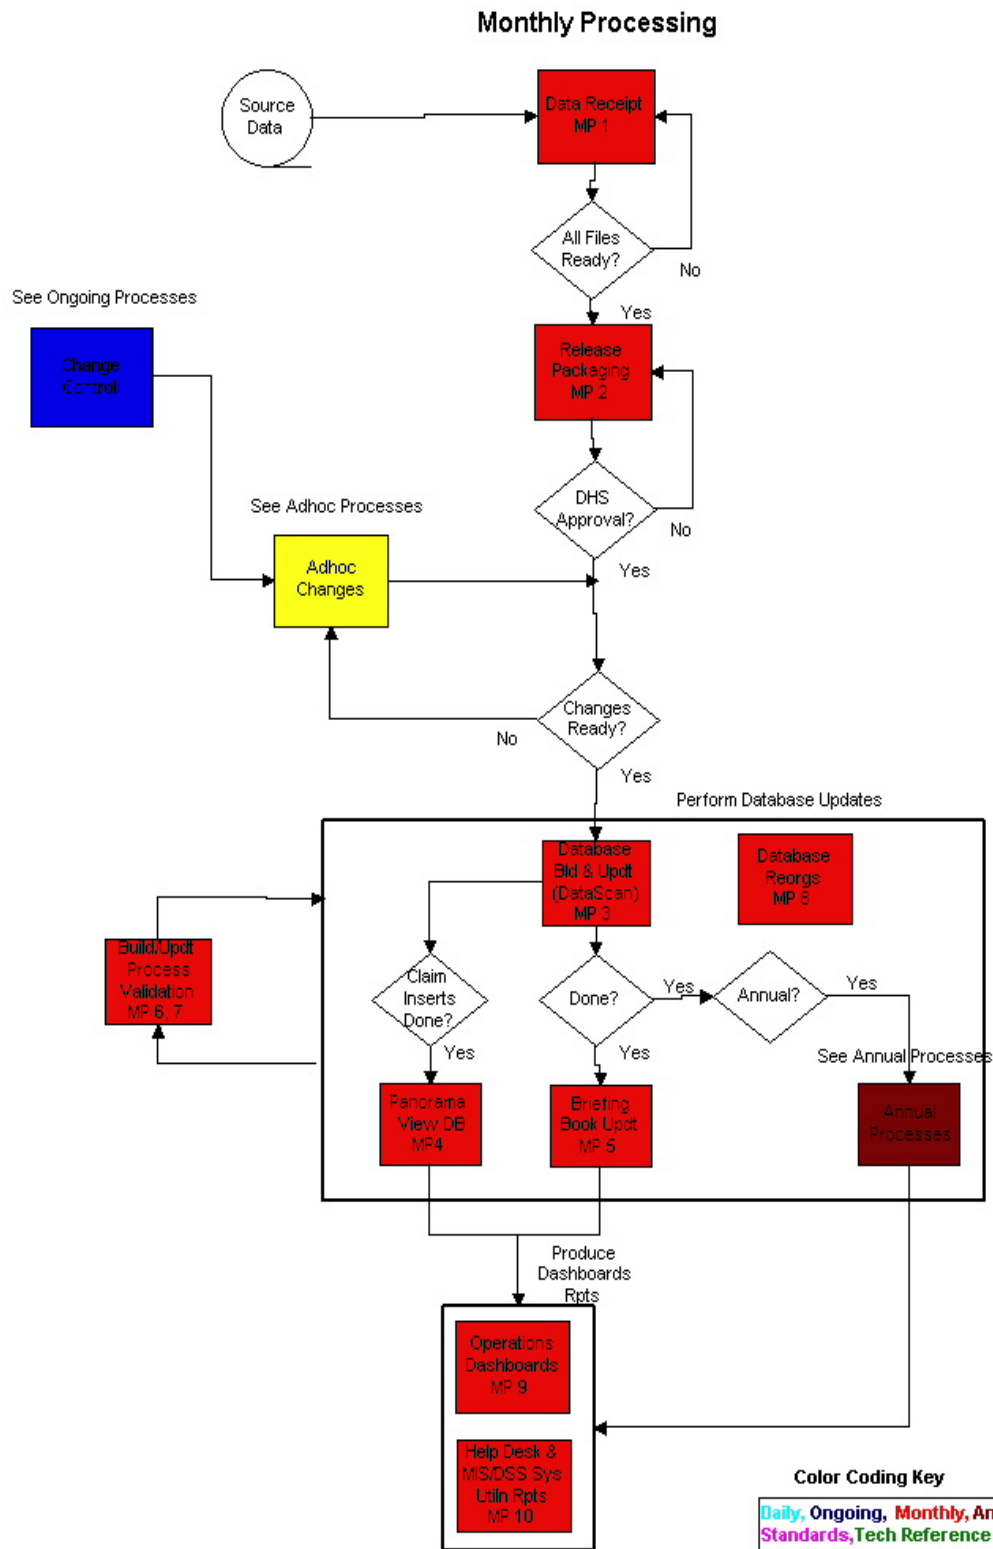 Monthly Processing
Source
Data
Data Receipt
MP 1
All Files
Ready?
No
Yes
See Ongoing Processes
Change
Control
Release
Packaging
MP 2
DHS
Approval?
No
Yes
See Adhoc Processes
Adhoc
Changes
Changes
Ready?
No
Yes
Perform Database Updates
Database
Bld & Updt
(DataScan)
MP 3
Database
Reorgs
MP 8
Build/Updt
Process
Validation
MP 6, 7
Claim
Inserts
Done?
Yes
Done?
Yes
Yes
Annual?
Yes
See Annual Processes
Panorama
View DB
MP4
Briefing
Book Updt
MP 5
Annual
Processes
Produce
Dashboards
Rpts
Operations
Dashboards
MP 9
Help Desk &
MIS/DSS Sys
Utiln Rpts
MP 10
Color Coding Key
Daily, Ongoing, Monthly, An
Standards,Tech Reference